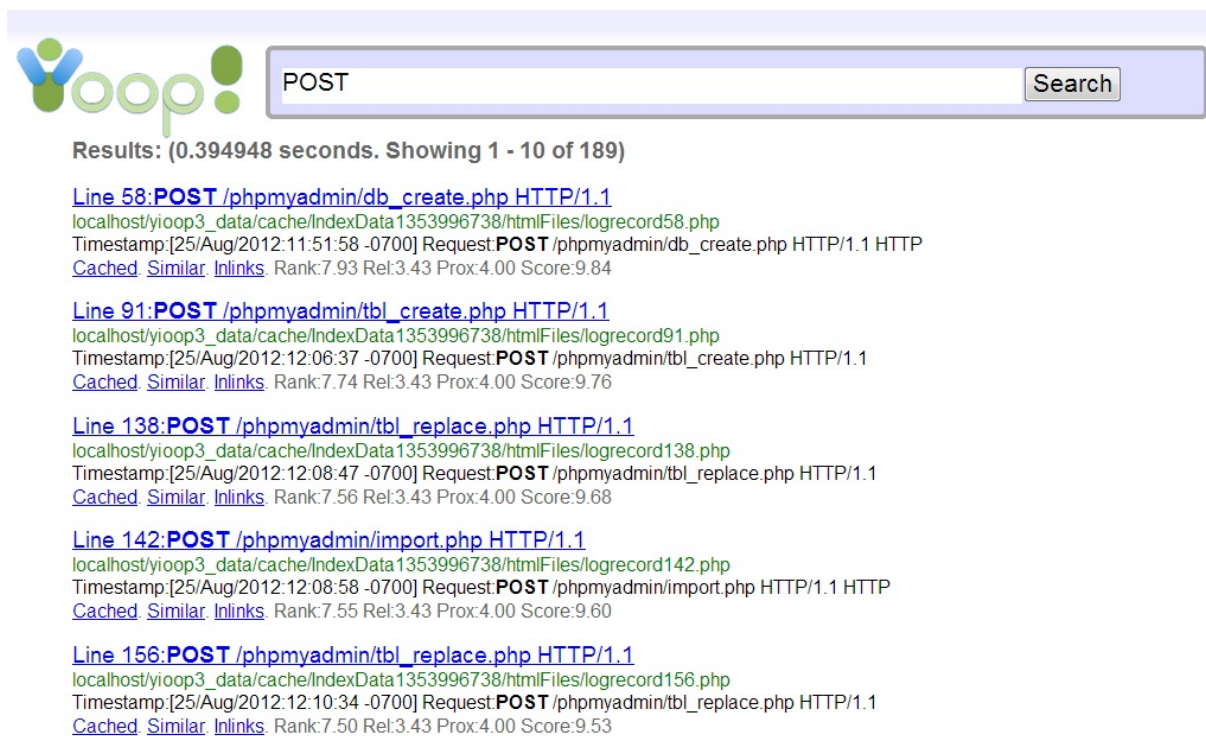 Yioop!
POST Search
Results: (0.394948 seconds. Showing 1 - 10 of 189)
Line 58:POST /phpmyadmin/db_create.php HTTP/1.1
localhost/yioop3_data/cache/IndexData1353996738/htmlFiles/logrecord58.php
Timestamp:[25/Aug/2012:11:51:58 -0700] Request:POST /phpmyadmin/db_create.php HTTP/1.1 HTTP
Cached. Similar. Inlinks. Rank:7.93 Rel:3.43 Prox:4.00 Score:9.84
Line 91:POST /phpmyadmin/tbl_create.php HTTP/1.1
localhost/yioop3_data/cache/IndexData1353996738/htmlFiles/logrecord91.php
Timestamp:[25/Aug/2012:12:06:37 -0700] Request:POST /phpmyadmin/tbl_create.php HTTP/1.1
Cached. Similar. Inlinks. Rank:7.74 Rel:3.43 Prox:4.00 Score:9.76
Line 138:POST /phpmyadmin/tbl_replace.php HTTP/1.1
localhost/yioop3_data/cache/IndexData1353996738/htmlFiles/logrecord138.php
Timestamp:[25/Aug/2012:12:08:47 -0700] Request:POST /phpmyadmin/tbl_replace.php HTTP/1.1
Cached. Similar. Inlinks. Rank:7.56 Rel:3.43 Prox:4.00 Score:9.68
Line 142:POST /phpmyadmin/import.php HTTP/1.1
localhost/yioop3_data/cache/IndexData1353996738/htmlFiles/logrecord142.php
Timestamp:[25/Aug/2012:12:08:58 -0700] Request:POST /phpmyadmin/import.php HTTP/1.1 HTTP
Cached. Similar. Inlinks. Rank:7.55 Rel:3.43 Prox:4.00 Score:9.60
Line 156:POST /phpmyadmin/tbl_replace.php HTTP/1.1
localhost/yioop3_data/cache/IndexData1353996738/htmlFiles/logrecord156.php
Timestamp:[25/Aug/2012:12:10:34 -0700] Request:POST /phpmyadmin/tbl_replace.php HTTP/1.1
Cached. Similar. Inlinks. Rank:7.50 Rel:3.43 Prox:4.00 Score:9.53